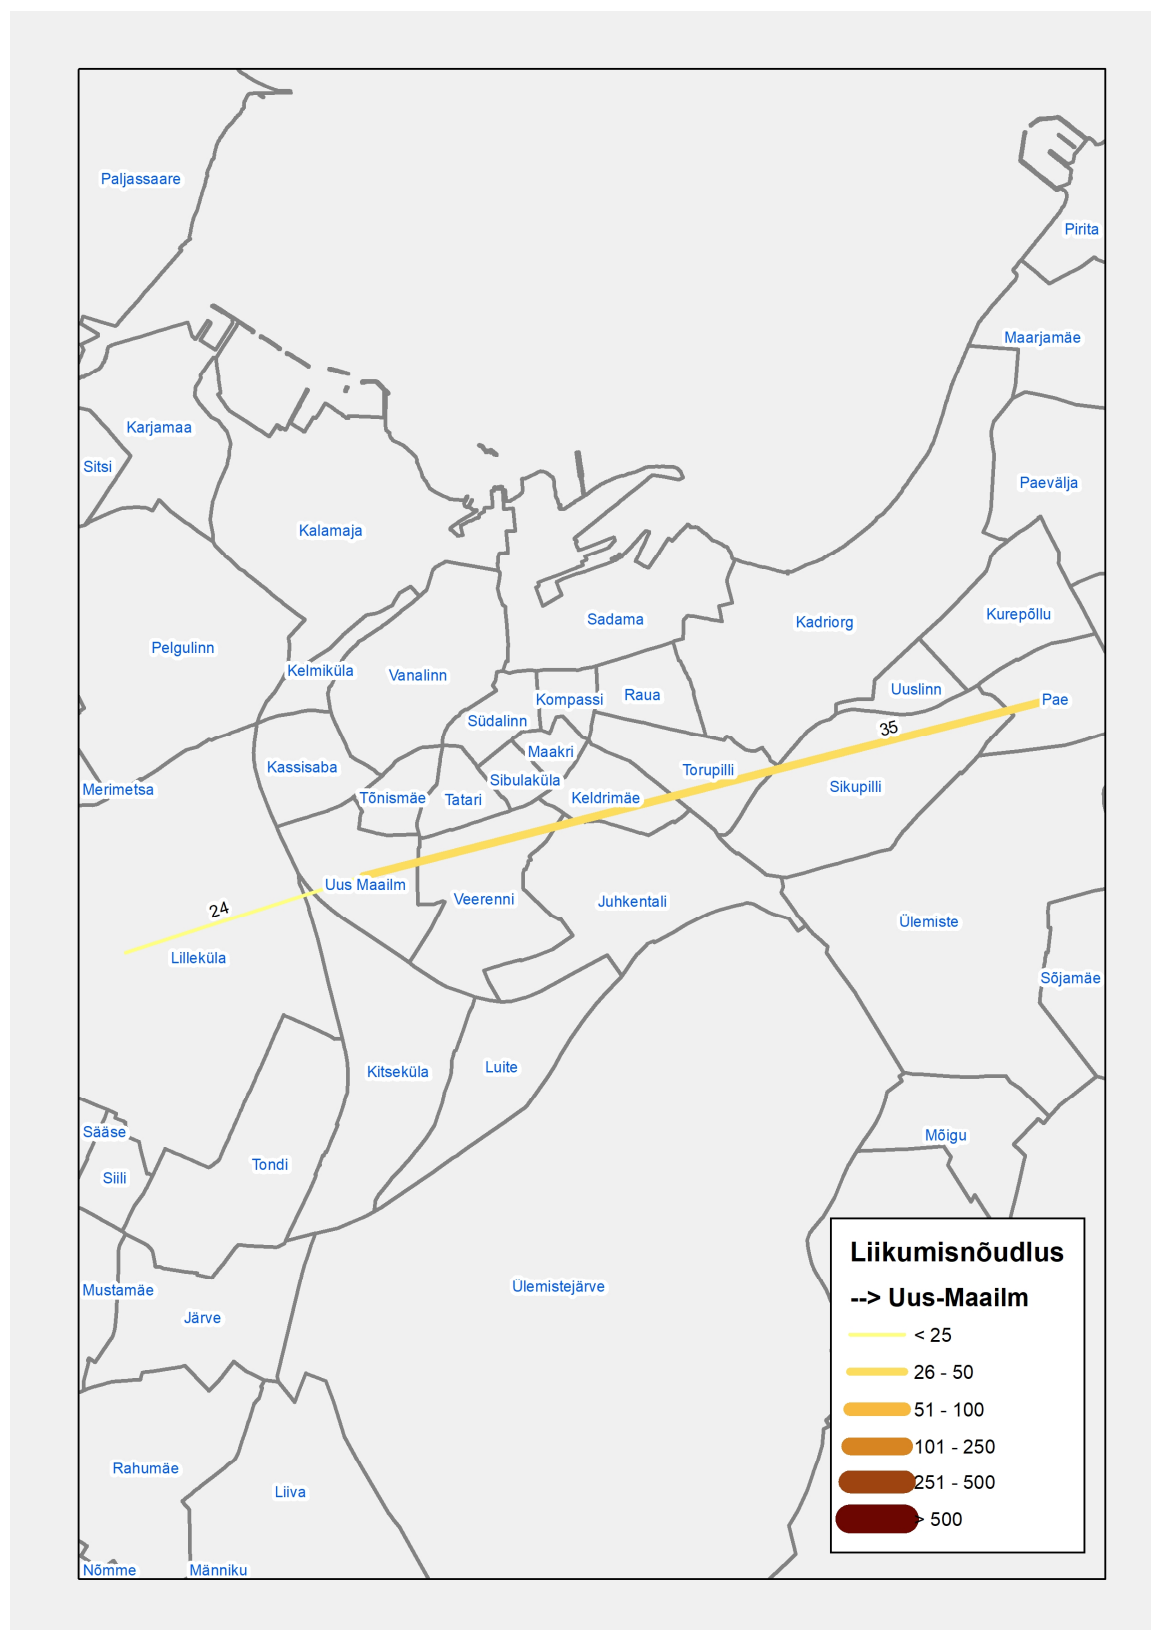 Paljassaare
Pirita
Maarjamäe
Karjamaa
Sitsi
Paevälja
Kalamaja
Kurepõllu
Sadama
Kadriorg
Pelgulinn
Kelmiküla
Vanalinn
Uuslinn
Raua
Kompassi
Pae
Südalinn
35
Maakri
Kassisaba
Torupilli
Sibulaküla
Sikupilli
Merimetsa
Tõnismäe
Tatari
Keldrimäe
Uus Maailm
Veerenni
Juhkentali
24
Ülemiste
Lilleküla
Sõjamäe
Luite
Kitseküla
Sääse
Mõigu
Tondi
Siili
Ülemistejärve
Mustamäe
Järve
Rahumäe
Liiva
Nõmme
Männiku
Liikumisnõudlus
--> Uus-Maailm
< 25
26 - 50
51 - 100
101 - 250
251 - 500
> 500